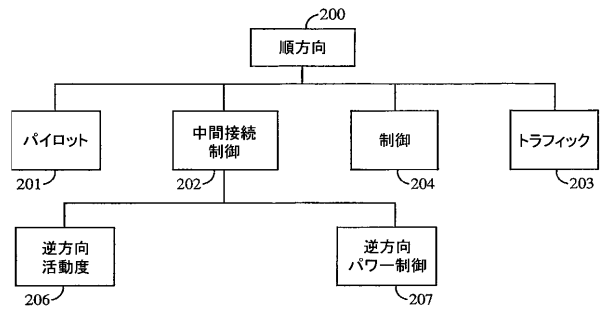 200
順方向
パイロット
201
中間接続
制御
202
制御
204
トラフィック
203
逆方向
活動度
206
逆方向
パワー制御
207